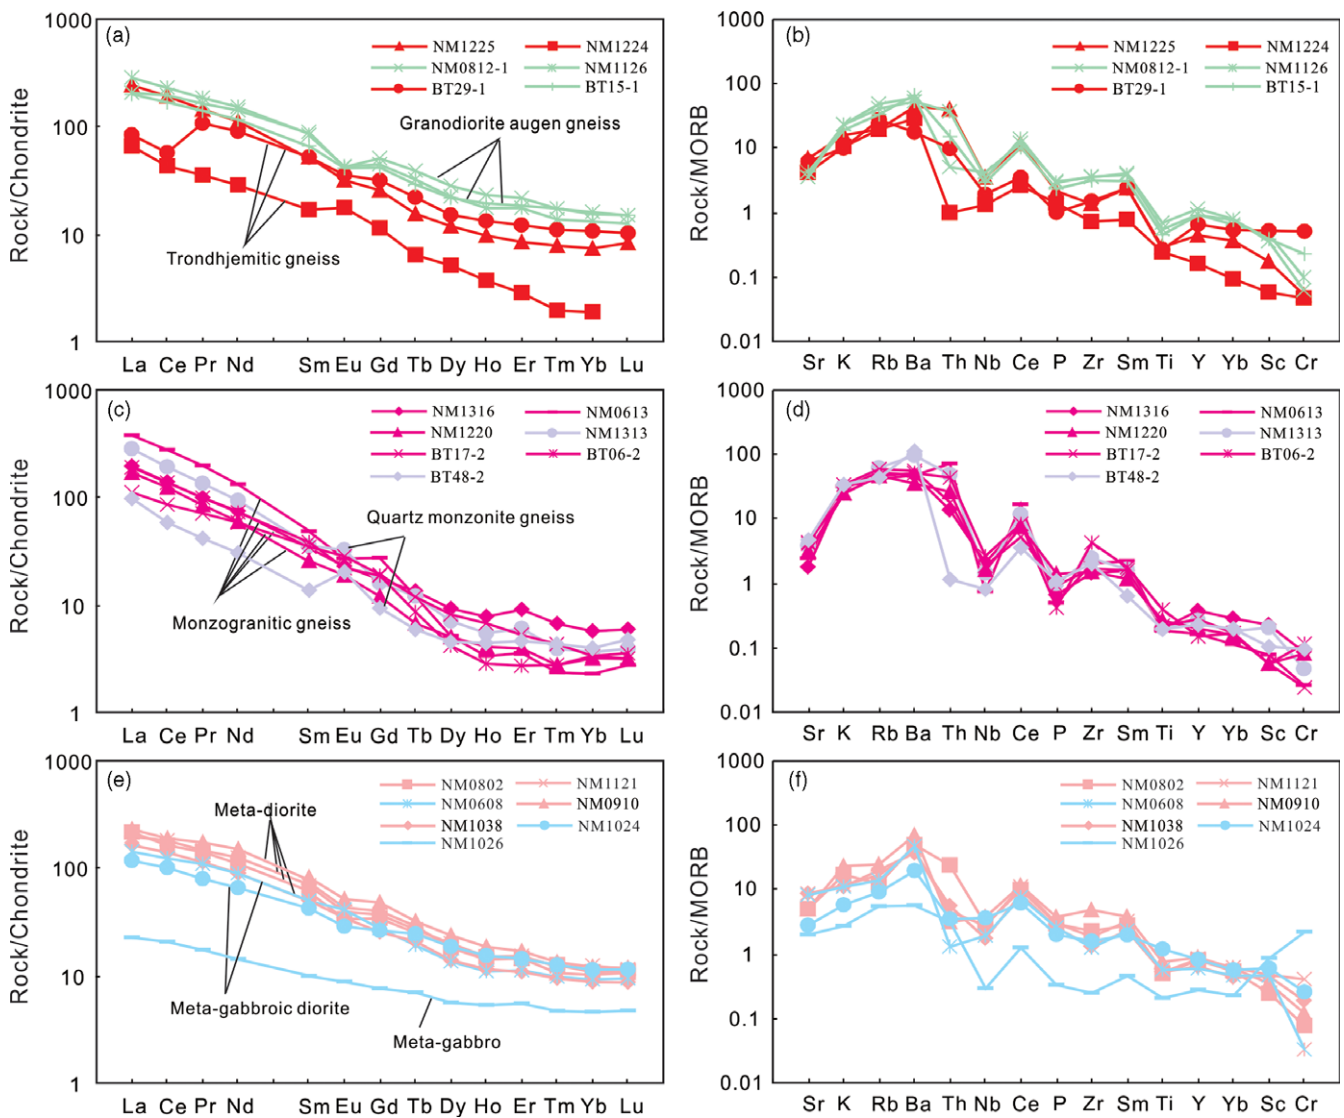 (a)
1000
100
10
1
Rock/Chondrite
NM1225 NM1224
NM0812-1 NM1126
BT29-1 BT15-1
Granodiorite augen gneiss
Trondhjemitic gneiss
La Ce Pr Nd Sm Eu Gd Tb Dy Ho Er Tm Yb Lu
(b)
1000
100
10
1
0.1
0.01
Rock/MORB
NM1225 NM1224
NM0812-1 NM1126
BT29-1 BT15-1
Sr K Rb Ba Th Nb Ce P Zr Sm Ti Y Yb Sc Cr
(c)
1000
100
10
1
Rock/Chondrite
NM1316 NM0613
NM1220 NM1313
BT17-2 BT06-2
BT48-2
Quartz monzonite gneiss
Monzogranitic gneiss
La Ce Pr Nd Sm Eu Gd Tb Dy Ho Er Tm Yb Lu
(d)
1000
100
10
1
0.1
0.01
Rock/MORB
NM1316 NM0613
NM1220 NM1313
BT17-2 BT06-2
BT48-2
Sr K Rb Ba Th Nb Ce P Zr Sm Ti Y Yb Sc Cr
(e)
1000
100
10
1
Rock/Chondrite
NM0802 NM1121
NM0608 NM0910
NM1038 NM1024
NM1026
Meta-diorite
Meta-gabbroic diorite
Meta-gabbro
La Ce Pr Nd Sm Eu Gd Tb Dy Ho Er Tm Yb Lu
(f)
1000
100
10
1
0.1
0.01
Rock/MORB
NM0802 NM1121
NM0608 NM0910
NM1038 NM1024
NM1026
Sr K Rb Ba Th Nb Ce P Zr Sm Ti Y Yb Sc Cr